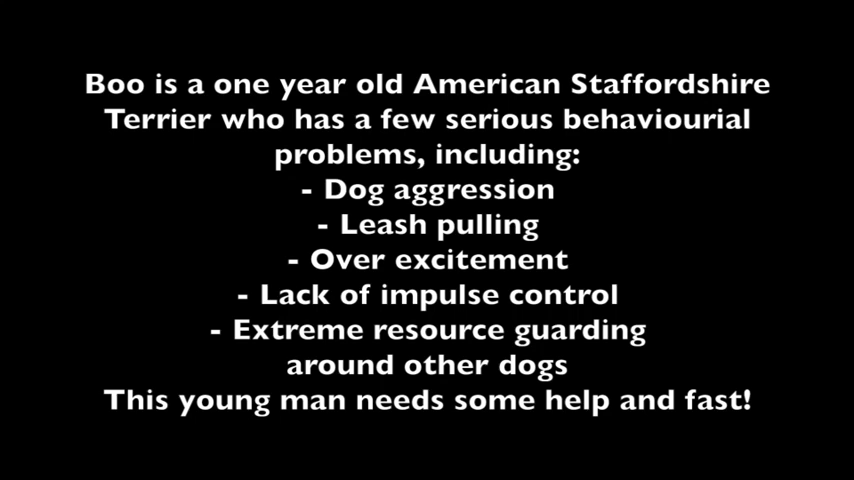 Boo is a one year old American Staffordshire
Terrier who has a few serious behaviourial
problems, including:
- Dog aggression
- Leash pulling
- Over excitement
- Lack of impulse control
- Extreme resource guarding
around other dogs
This young man needs some help and fast!